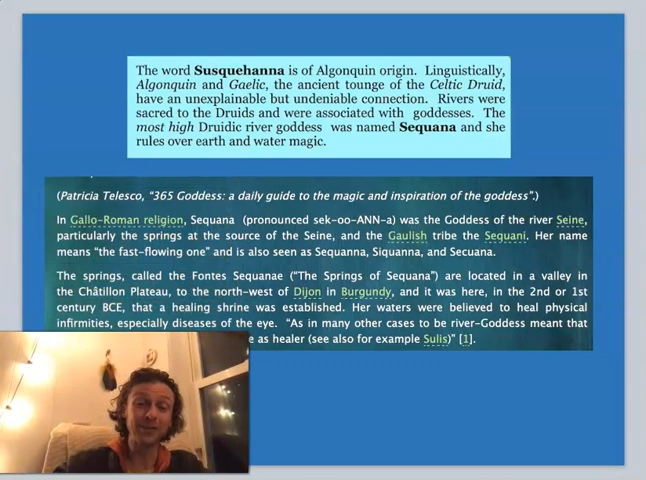 The word Susquehanna is of Algonquin origin. Linguistically,
Algonquin and Gaelic, the ancient tounge of the Celtic Druid,
have an unexplainable but undeniable connection. Rivers were
sacred to the Druids and were associated with goddesses. The
most high Druidic river goddess was named Sequana and she
rules over earth and water magic.
(Patricia Telesco, "365 Goddess: a daily guide to the magic and inspiration of the goddess".)
In Gallo-Roman religion, Sequana (pronounced sek-oo-ANN-a) was the Goddess of the river Seine,
particularly the springs at the source of the Seine, and the Gaulish tribe the Sequani. Her name
means "the fast-flowing one" and is also seen as Sequanna, Siquanna, and Secuana.
The springs, called the Fontes Sequanae ("The Springs of Sequana") are located in a valley in
the Châtillon Plateau, to the north-west of Dijon in Burgundy, and it was here, in the 2nd or 1st
century BCE, that a healing shrine was established. Her waters were believed to heal physical
infirmities, especially diseases of the eye. "As in many other cases to be river-Goddess meant that
e as healer (see also for example Sulis)" [1].